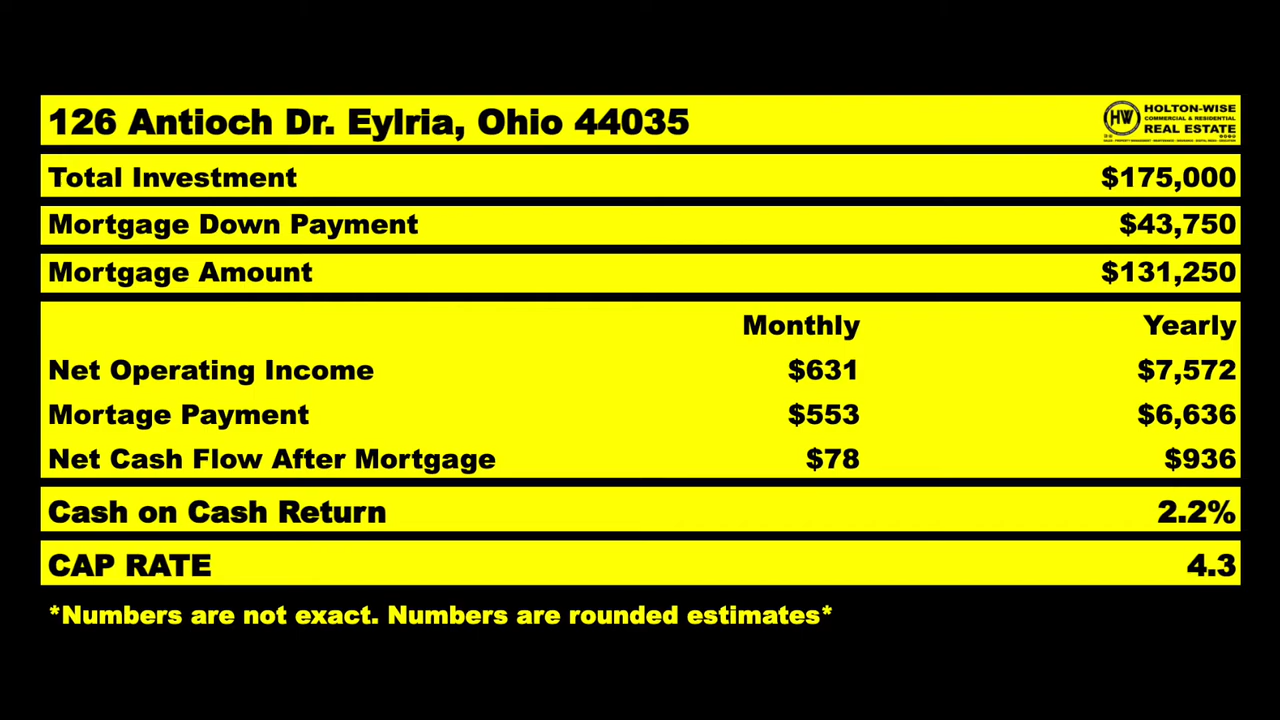 126 Antioch Dr. Eylria, Ohio 44035
HOLTON-WISE
COMMERCIAL & RESIDENTIAL
REAL ESTATE
HW
Total Investment $175,000
Mortgage Down Payment $43,750
Mortgage Amount $131,250
Monthly Yearly
Net Operating Income $631 $7,572
Mortage Payment $553 $6,636
Net Cash Flow After Mortgage $78 $936
Cash on Cash Return 2.2%
CAP RATE 4.3
*Numbers are not exact. Numbers are rounded estimates*